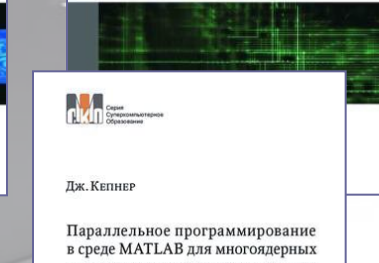 Серия
Суперкомпьютерное
Образование
Дж. Кепнер
Параллельное программирование
в среде MATLAB для многоядерных